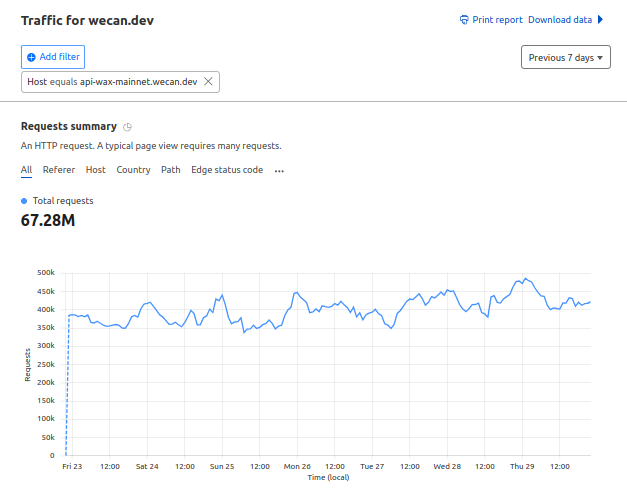 Traffic for wecan.dev
Print report Download data
Add filter
Previous 7 days
Host equals api-wax-mainnet.wecan.dev
Requests summary
An HTTP request. A typical page view requires many requests.
All Referer Host Country Path Edge status code ...
Total requests
67.28M
500k
450k
400k
350k
300k
250k
200k
150k
100k
50k
0
Requests
Fri 23 12:00 Sat 24 12:00 Sun 25 12:00 Mon 26 12:00 Tue 27 12:00 Wed 28 12:00 Thu 29 12:00
Time (local)